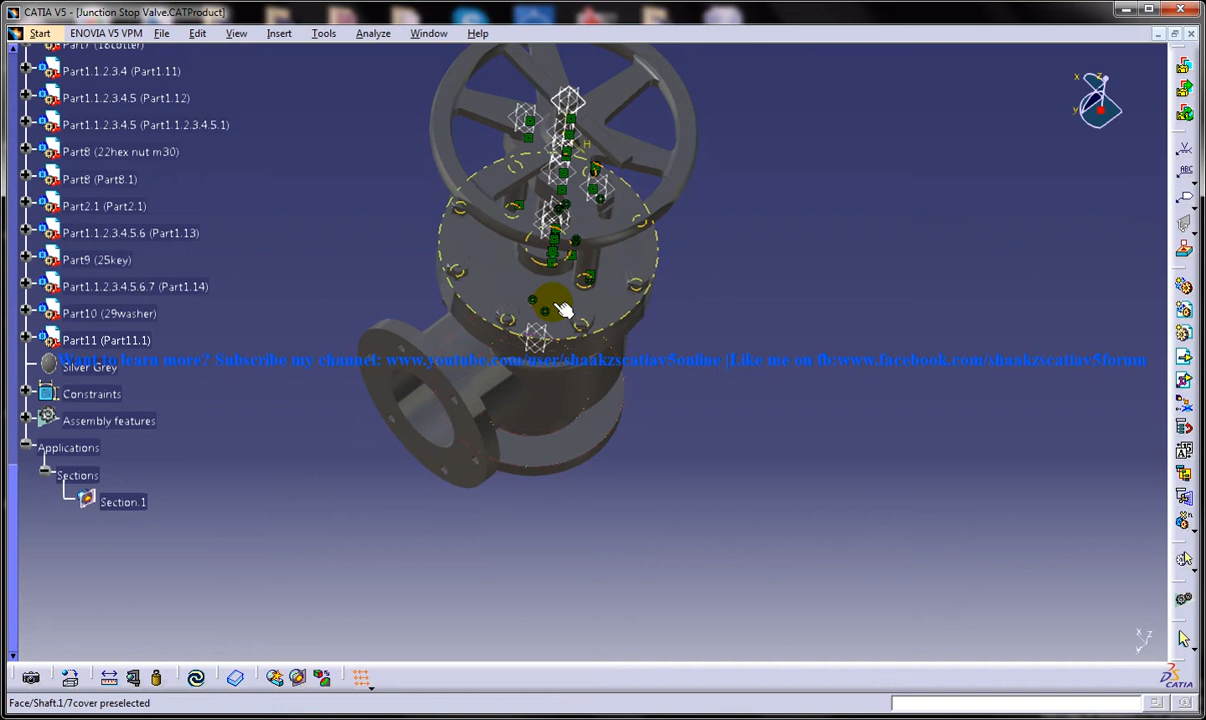 CATIA V5 - [Junction Stop Valve.CATProduct]
Start ENOVIA V5 VPM File Edit View Insert Tools Analyze Window Help
Part7 (18cotter)
Part1.1.2.3.4 (Part1.11)
Part1.1.2.3.4.5 (Part1.12)
Part1.1.2.3.4.5 (Part1.1.2.3.4.5.1)
Part8 (22hex nut m30)
Part8 (Part8.1)
Part2.1 (Part2.1)
Part1.1.2.3.4.5.6 (Part1.13)
Part9 (25key)
Part1.1.2.3.4.5.6.7 (Part1.14)
Part10 (29washer)
Part11 (Part11.1)
Want to learn more? Subscribe my channel: www.youtube.com/user/shaakzscatiav5online |Like me on fb:www.facebook.com/shaakzscatiav5forum
Silver Grey
Constraints
Assembly features
Applications
Sections
Section.1
x z
y
H
ABC
x z
y
CATIA
Face/Shaft.1/7cover preselected